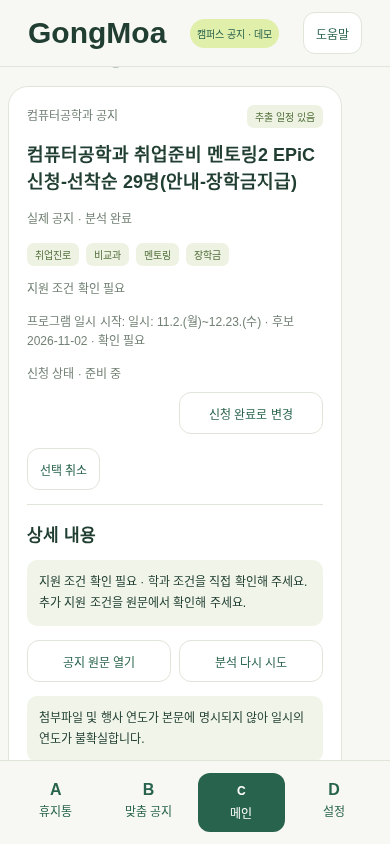 GongMoa
캠퍼스 공지 · 데모
도움말
컴퓨터공학과 공지
추출 일정 있음
컴퓨터공학과 취업준비 멘토링2 EPiC
신청-선착순 29명(안내-장학금지급)
실제 공지 · 분석 완료
취업진로
비교과
멘토링
장학금
지원 조건 확인 필요
프로그램 일시 시작: 일시: 11.2.(월)~12.23.(수) · 후보
2026-11-02 · 확인 필요
신청 상태 · 준비 중
신청 완료로 변경
선택 취소
상세 내용
지원 조건 확인 필요 · 학과 조건을 직접 확인해 주세요.
추가 지원 조건을 원문에서 확인해 주세요.
공지 원문 열기
분석 다시 시도
첨부파일 및 행사 연도가 본문에 명시되지 않아 일시의
연도가 불확실합니다.
A
휴지통
B
맞춤 공지
C
메인
D
설정